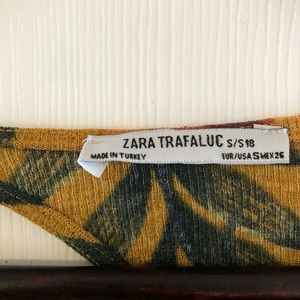 ZARA TRAFALUC S/S18
MADE IN TURKEY EUR/USA S MEX 26